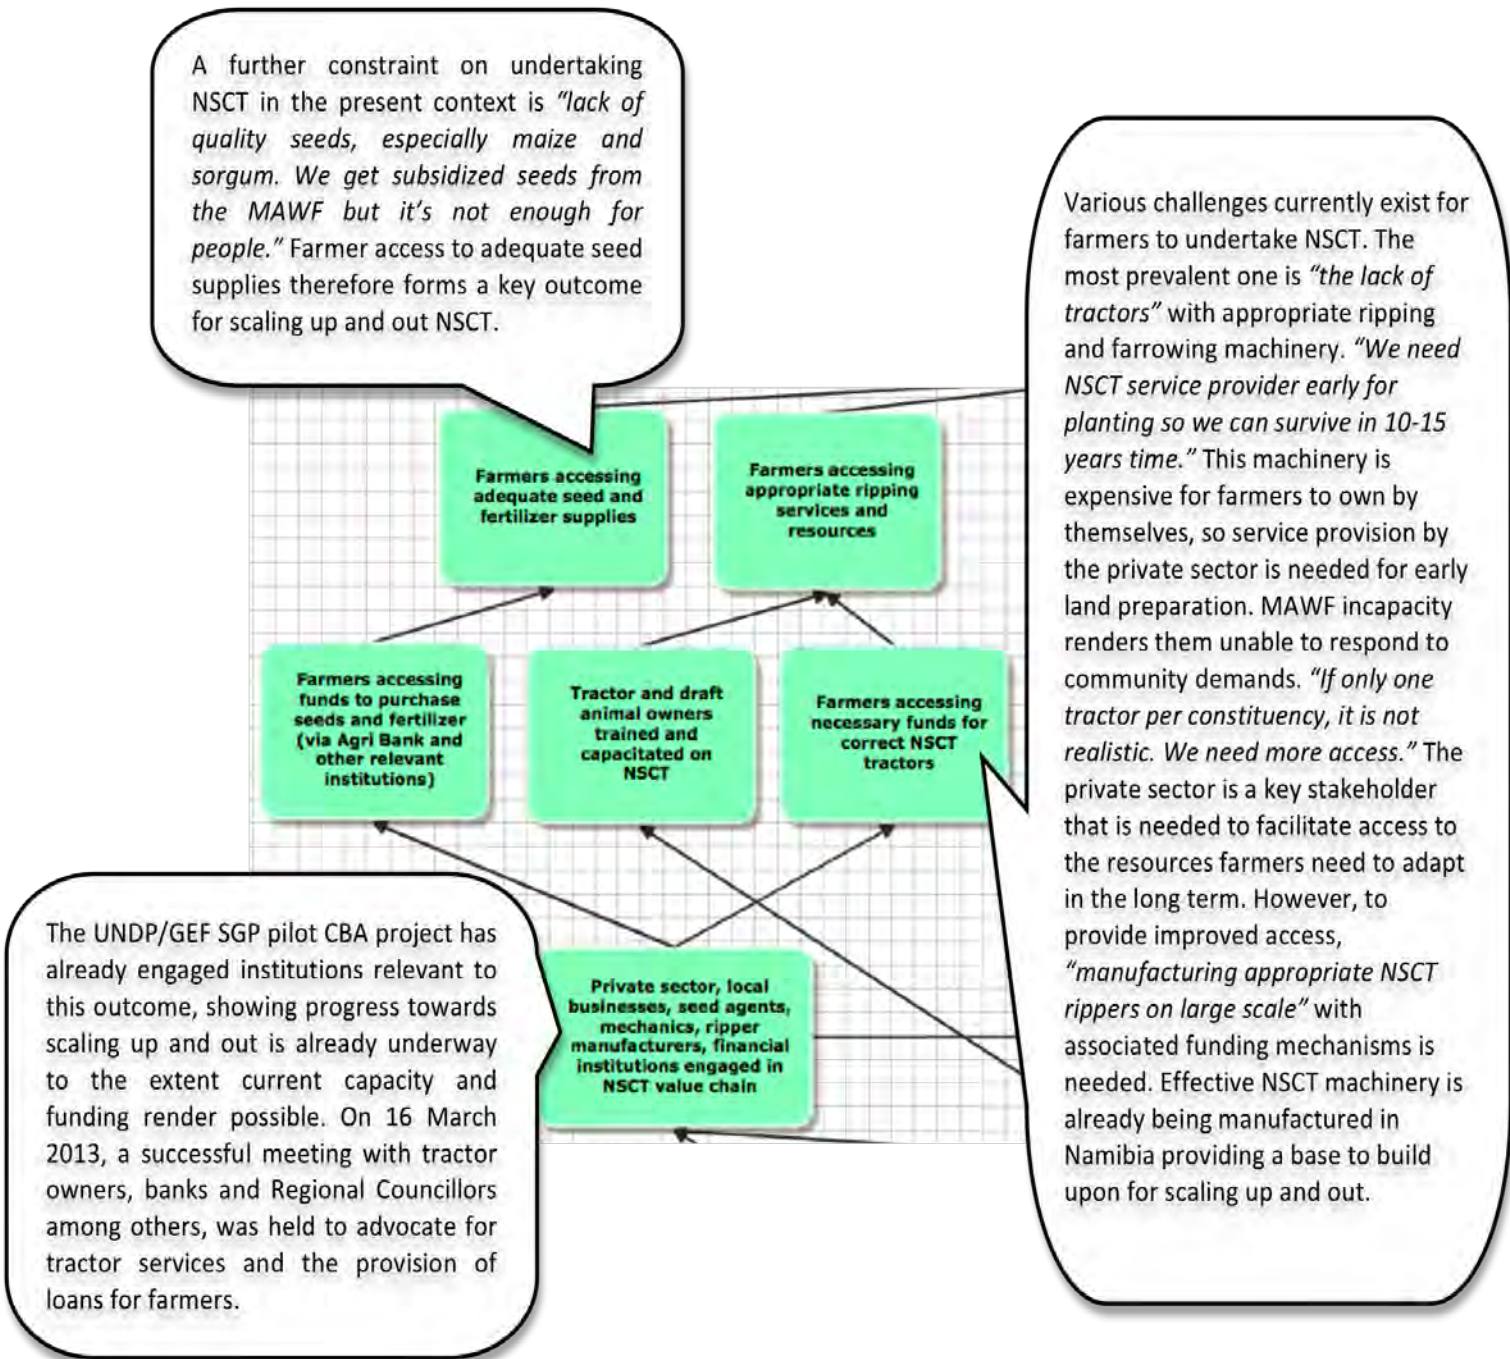 A further constraint on undertaking
NSCT in the present context is “lack of
quality seeds, especially maize and
sorgum. We get subsidized seeds from
the MAWF but it’s not enough for
people.” Farmer access to adequate seed
supplies therefore forms a key outcome
for scaling up and out NSCT.
Various challenges currently exist for
farmers to undertake NSCT. The
most prevalent one is “the lack of
tractors” with appropriate ripping
and farrowing machinery. “We need
NSCT service provider early for
planting so we can survive in 10-15
years time.” This machinery is
expensive for farmers to own by
themselves, so service provision by
the private sector is needed for early
land preparation. MAWF incapacity
renders them unable to respond to
community demands. “If only one
tractor per constituency, it is not
realistic. We need more access.” The
private sector is a key stakeholder
that is needed to facilitate access to
the resources farmers need to adapt
in the long term. However, to
provide improved access,
“manufacturing appropriate NSCT
rippers on large scale” with
associated funding mechanisms is
needed. Effective NSCT machinery is
already being manufactured in
Namibia providing a base to build
upon for scaling up and out.
Farmers accessing
adequate seed and
fertilizer supplies
Farmers accessing
appropriate ripping
services and
resources
Farmers accessing
funds to purchase
seeds and fertilizer
(via Agri Bank and
other relevant
institutions)
Tractor and draft
animal owners
trained and
capacitated on
NSCT
Farmers accessing
necessary funds for
correct NSCT
tractors
Private sector, local
businesses, seed agents,
mechanics, ripper
manufacturers, financial
institutions engaged in
NSCT value chain
The UNDP/GEF SGP pilot CBA project has
already engaged institutions relevant to
this outcome, showing progress towards
scaling up and out is already underway
to the extent current capacity and
funding render possible. On 16 March
2013, a successful meeting with tractor
owners, banks and Regional Councillors
among others, was held to advocate for
tractor services and the provision of
loans for farmers.